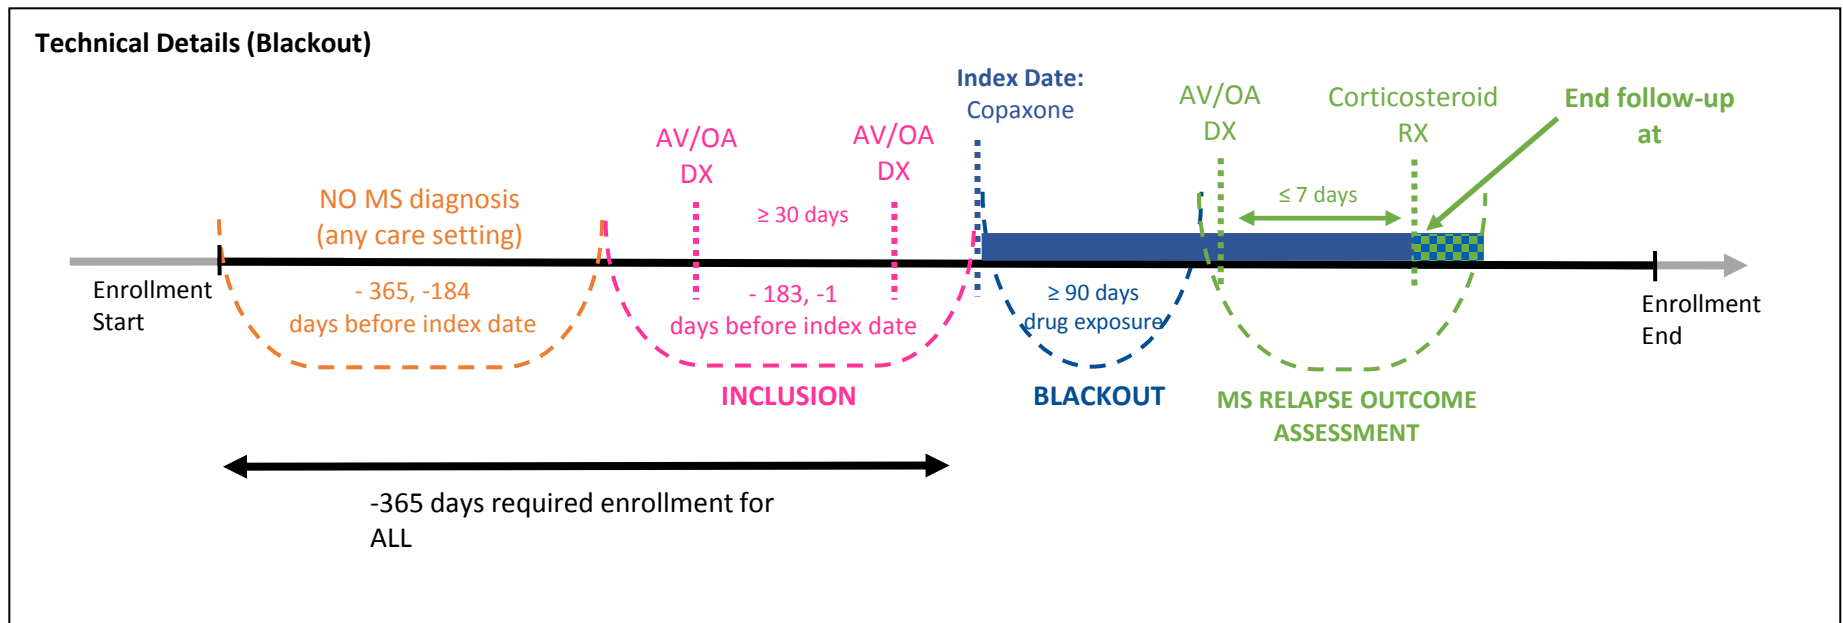 Technical Details (Blackout)
Index Date:
Copaxone
AV/OA
DX
Corticosteroid
RX
End follow-up
at
AV/OA
DX
AV/OA
DX
NO MS diagnosis
(any care setting)
≥ 30 days
≤ 7 days
Enrollment
Start
- 365, -184
days before index date
- 183, -1
days before index date
≥ 90 days
drug exposure
Enrollment
End
INCLUSION
BLACKOUT
MS RELAPSE OUTCOME
ASSESSMENT
-365 days required enrollment for
ALL